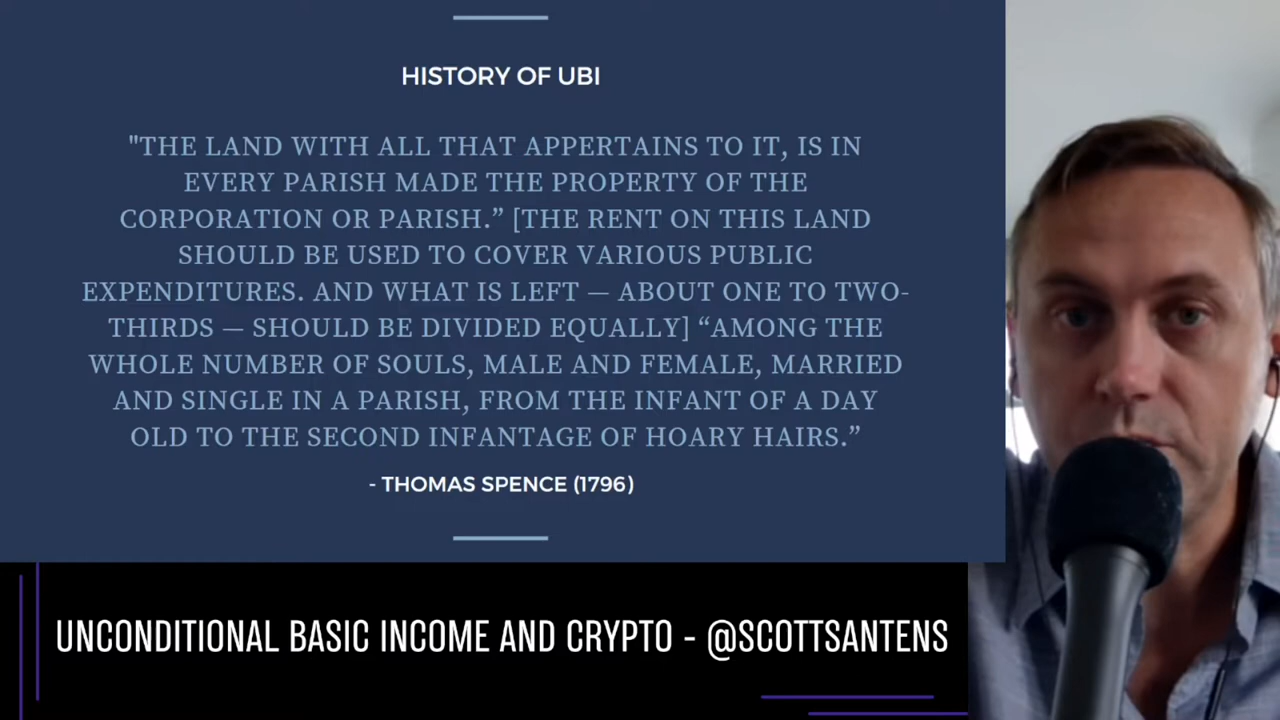 HISTORY OF UBI
"THE LAND WITH ALL THAT APPERTAINS TO IT, IS IN
EVERY PARISH MADE THE PROPERTY OF THE
CORPORATION OR PARISH.” [THE RENT ON THIS LAND
SHOULD BE USED TO COVER VARIOUS PUBLIC
EXPENDITURES. AND WHAT IS LEFT — ABOUT ONE TO TWO-
THIRDS — SHOULD BE DIVIDED EQUALLY] “AMONG THE
WHOLE NUMBER OF SOULS, MALE AND FEMALE, MARRIED
AND SINGLE IN A PARISH, FROM THE INFANT OF A DAY
OLD TO THE SECOND INFANTAGE OF HOARY HAIRS.”
- THOMAS SPENCE (1796)
UNCONDITIONAL BASIC INCOME AND CRYPTO - @SCOTTSANTENS